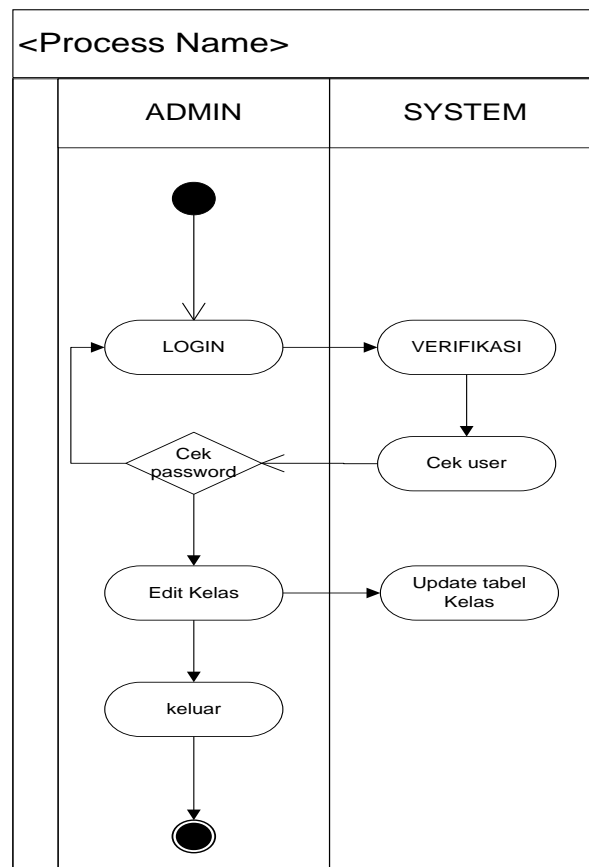 <Process Name>
ADMIN
SYSTEM
LOGIN
VERIFIKASI
Cek
password
Cek user
Edit Kelas
Update tabel
Kelas
keluar